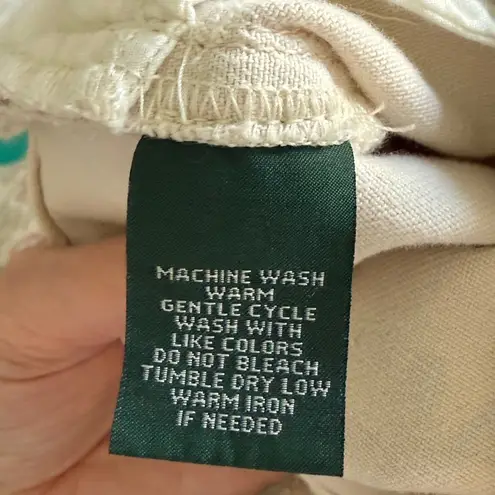 MACHINE WASH
WARM
GENTLE CYCLE
WASH WITH
LIKE COLORS
DO NOT BLEACH
TUMBLE DRY LOW
WARM IRON
IF NEEDED